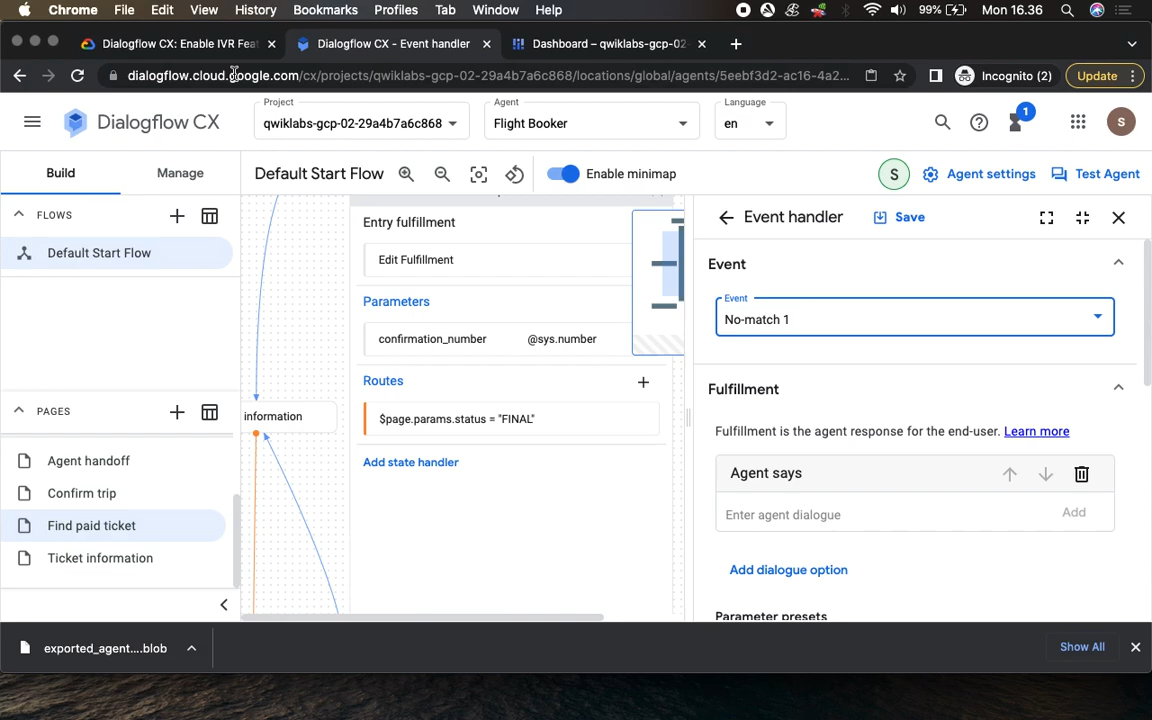 Chrome File Edit View History Bookmarks Profiles Tab Window Help 99% Mon 16.36
Dialogflow CX: Enable IVR Fea
Dialogflow CX - Event handler
Dashboard – qwiklabs-gcp-02-
dialogflow.cloud.google.com/cx/projects/qwiklabs-gcp-02-29a4b7a6c868/locations/global/agents/5eebf3d2-ac16-4a2...
Incognito (2)
Update
Dialogflow CX
Project
qwiklabs-gcp-02-29a4b7a6c868
Agent
Flight Booker
Language
en
1
S
Build
Manage
Default Start Flow
Enable minimap
S
Agent settings
Test Agent
FLOWS
Default Start Flow
PAGES
Agent handoff
Confirm trip
Find paid ticket
Ticket information
information
Entry fulfillment
Edit Fulfillment
Parameters
confirmation_number @sys.number
Routes
$page.params.status = "FINAL"
Add state handler
Event handler
Save
Event
Event
No-match 1
Fulfillment
Fulfillment is the agent response for the end-user. Learn more
Agent says
Enter agent dialogue
Add
Add dialogue option
Parameter presets
exported_agent....blob
Show All